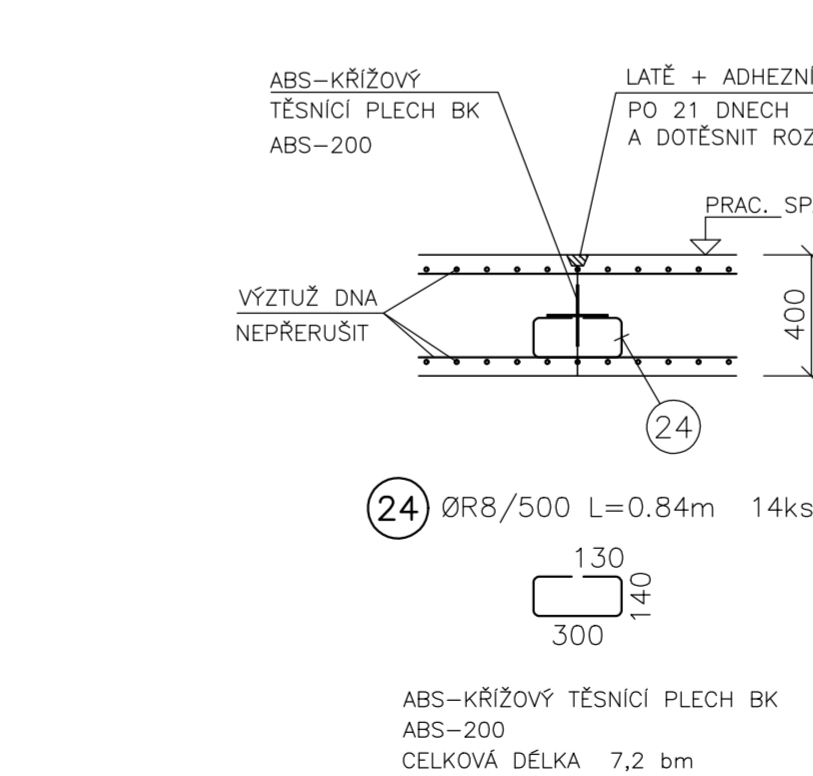 ABS-KŘÍŽOVÝ
TĚSNÍCÍ PLECH BK
ABS-200
LATĚ + ADHEZNÍ
PO 21 DNECH
A DOTĚSNIT
PRAC.
VÝZTUŽ DNA
NEPŘERUŠIT
400
24
24 ØR8/500 L=0.84m 14ks
130
140
300
ABS-KŘÍŽOVÝ TĚSNÍCÍ PLECH BK
ABS-200
CELKOVÁ DÉLKA 7,2 bm